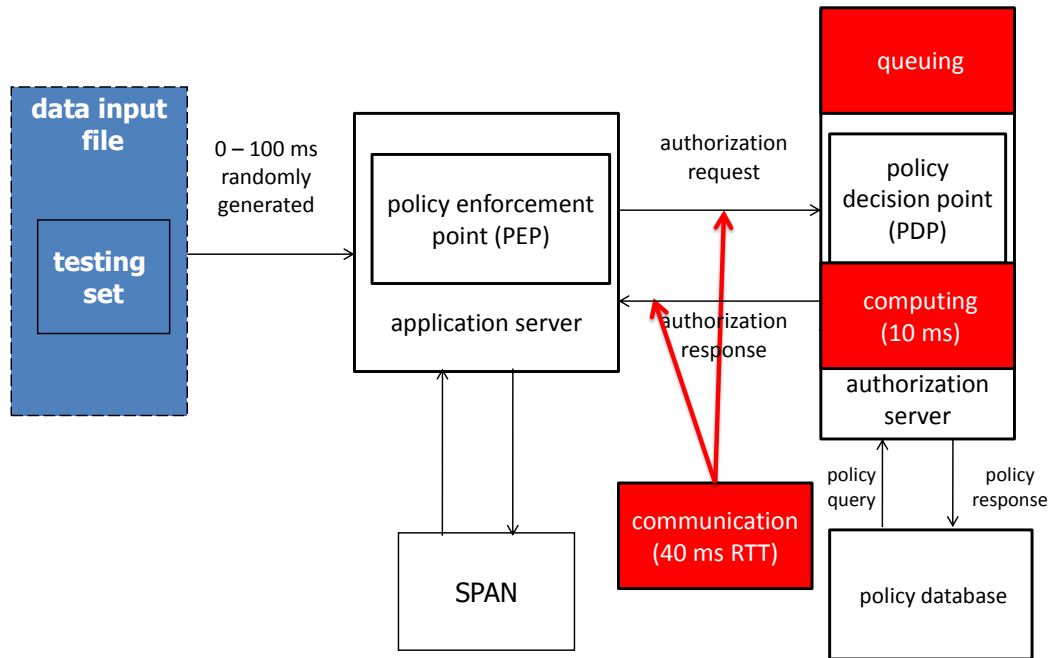 data input
file
testing
set
0 – 100 ms
randomly
generated
policy enforcement
point (PEP)
application server
authorization
request
authorization
response
queuing
policy
decision point
(PDP)
computing
(10 ms)
authorization
server
communication
(40 ms RTT)
policy
query
policy
response
SPAN
policy database